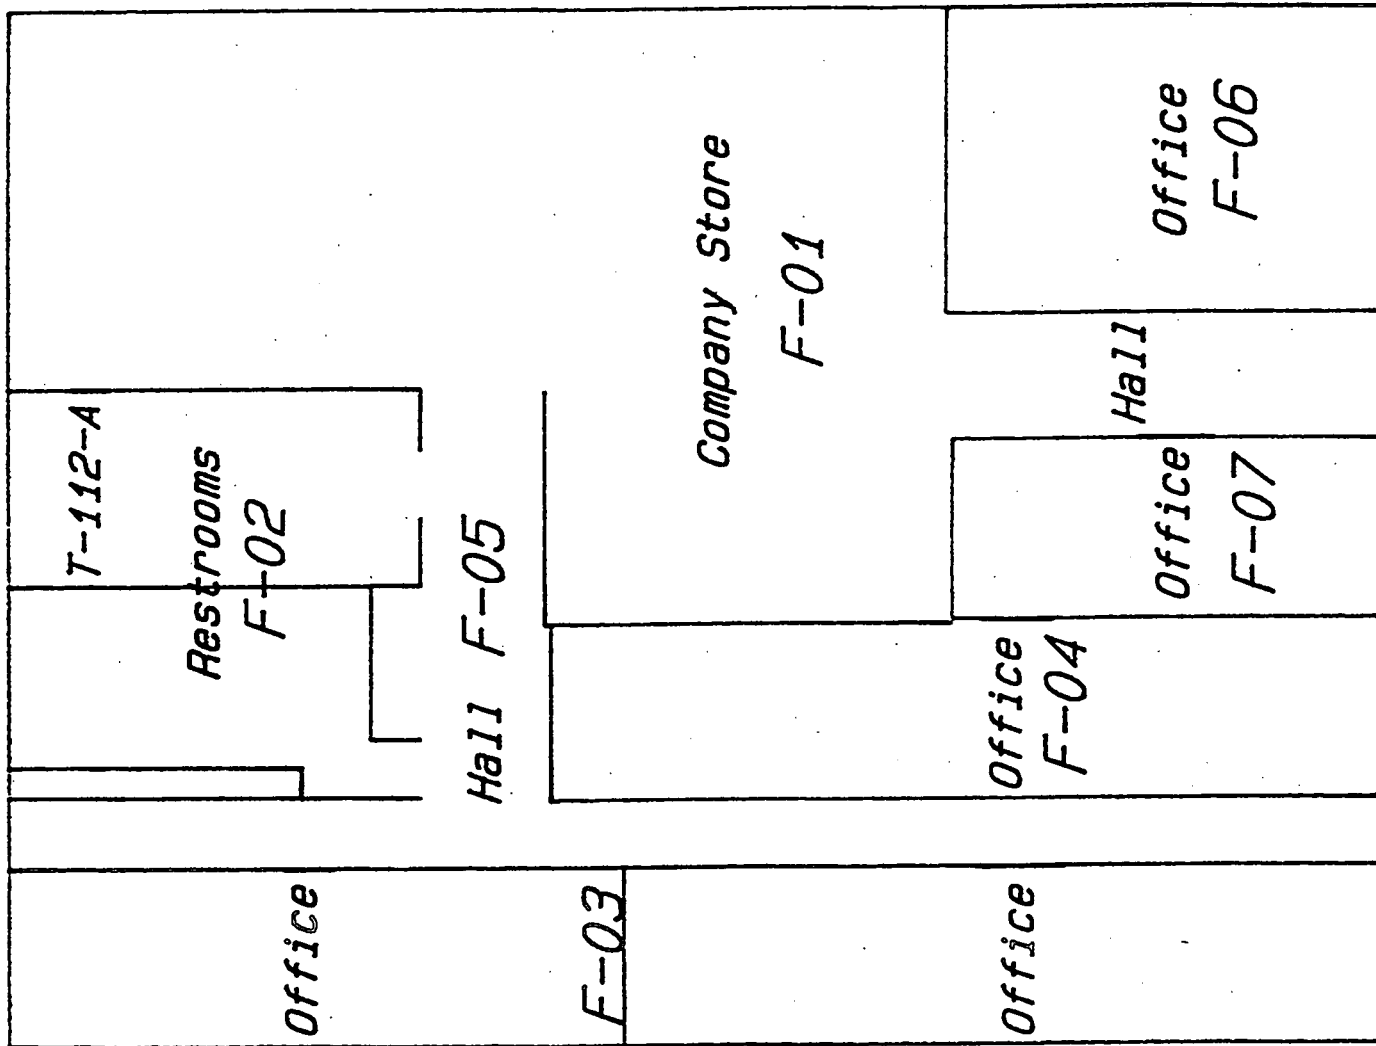 T-112-A
Restrooms
F-02
Hall F-05
Company Store
F-01
Office
F-06
Hall
Office
F-07
Office
F-04
Office
F-03
Office